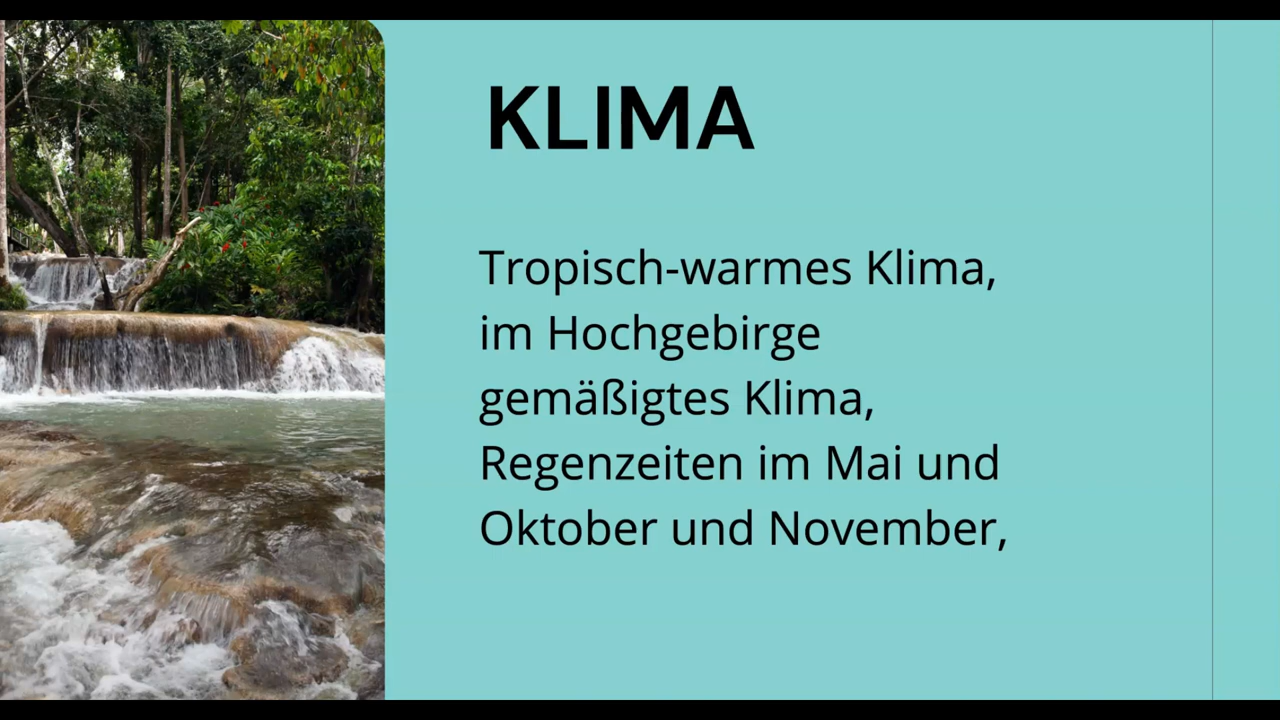 KLIMA
Tropisch-warmes Klima,
im Hochgebirge
gemäßigtes Klima,
Regenzeiten im Mai und
Oktober und November,